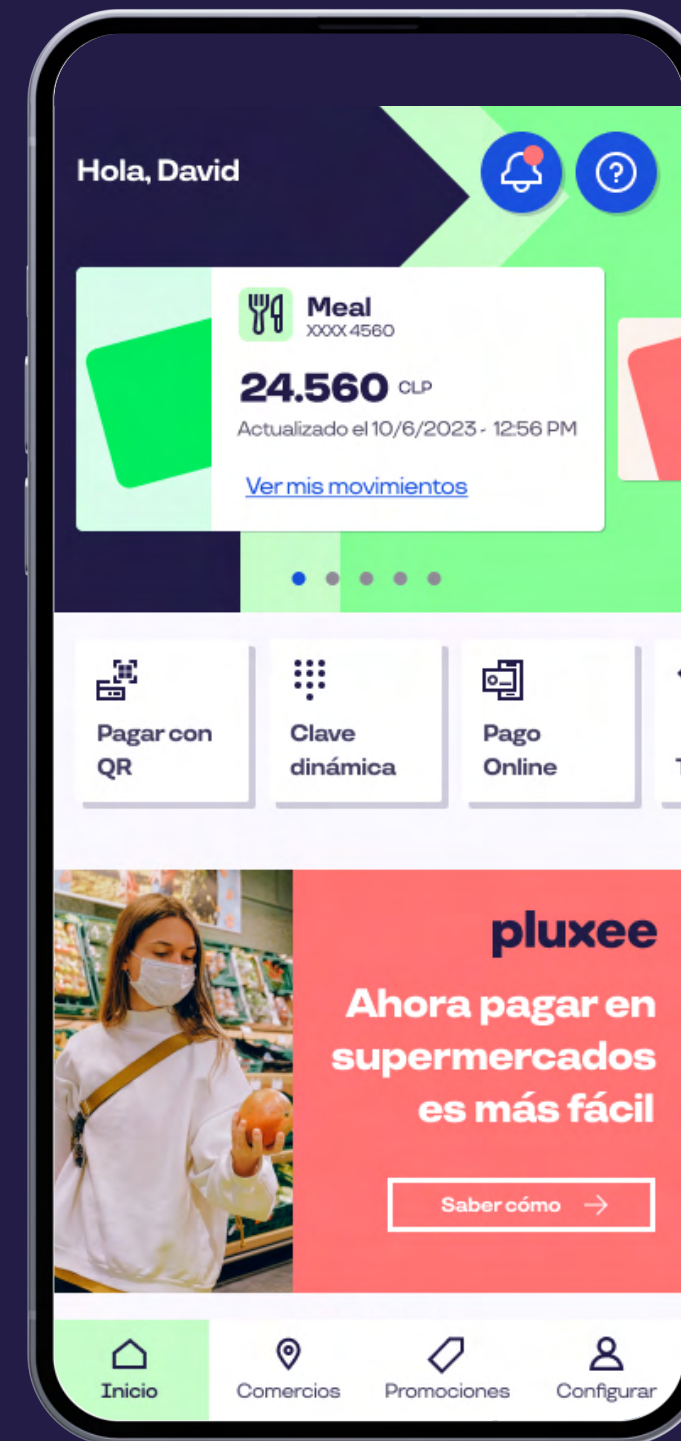 Hola, David
Meal
XXXX 4560
24.560 CLP
Actualizado el 10/6/2023 - 12:56 PM
Ver mis movimientos
Pagar con
QR
Clave
dinámica
Pago
Online
T
pluxee
Ahora pagar en
supermercados
es más fácil
Saber cómo →
Inicio
Comercios
Promociones
Configurar